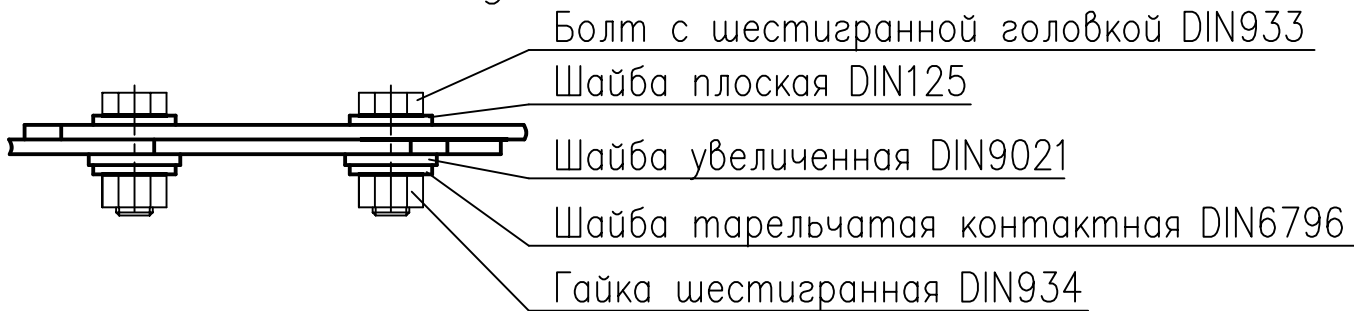 Болт с шестигранной головкой DIN933
Шайба плоская DIN125
Шайба увеличенная DIN9021
Шайба тарельчатая контактная DIN6796
Гайка шестигранная DIN934